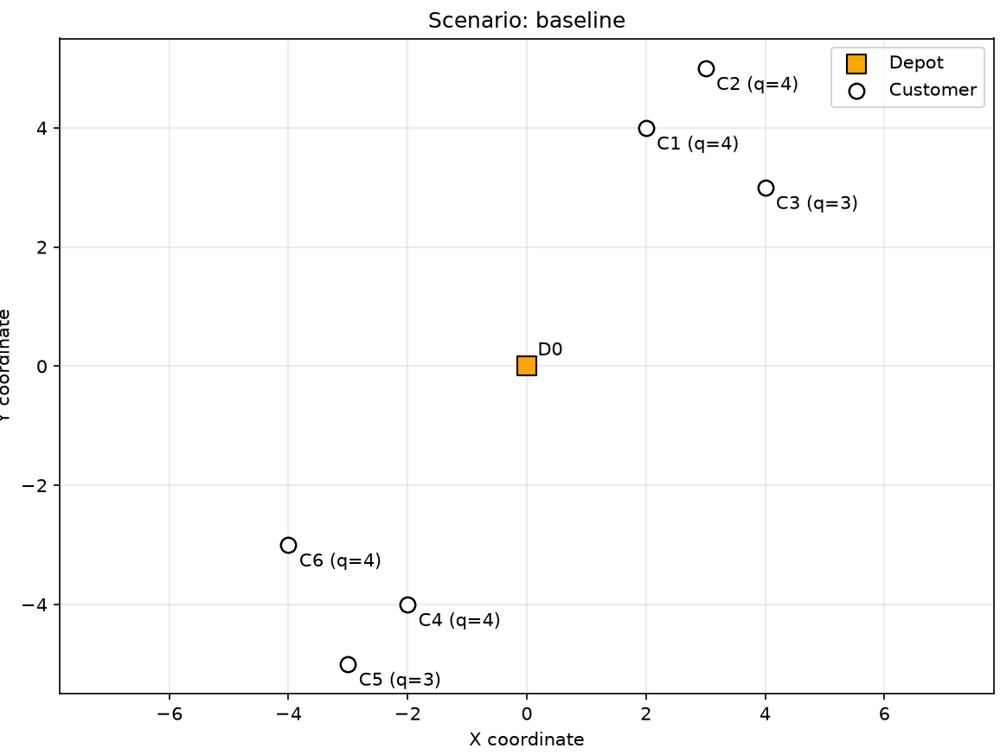 Scenario: baseline
Depot
Customer
C2 (q=4)
C1 (q=4)
C3 (q=3)
D0
C6 (q=4)
C4 (q=4)
C5 (q=3)
4
2
0
−2
−4
−6
−4
−2
0
2
4
6
X coordinate
Y coordinate